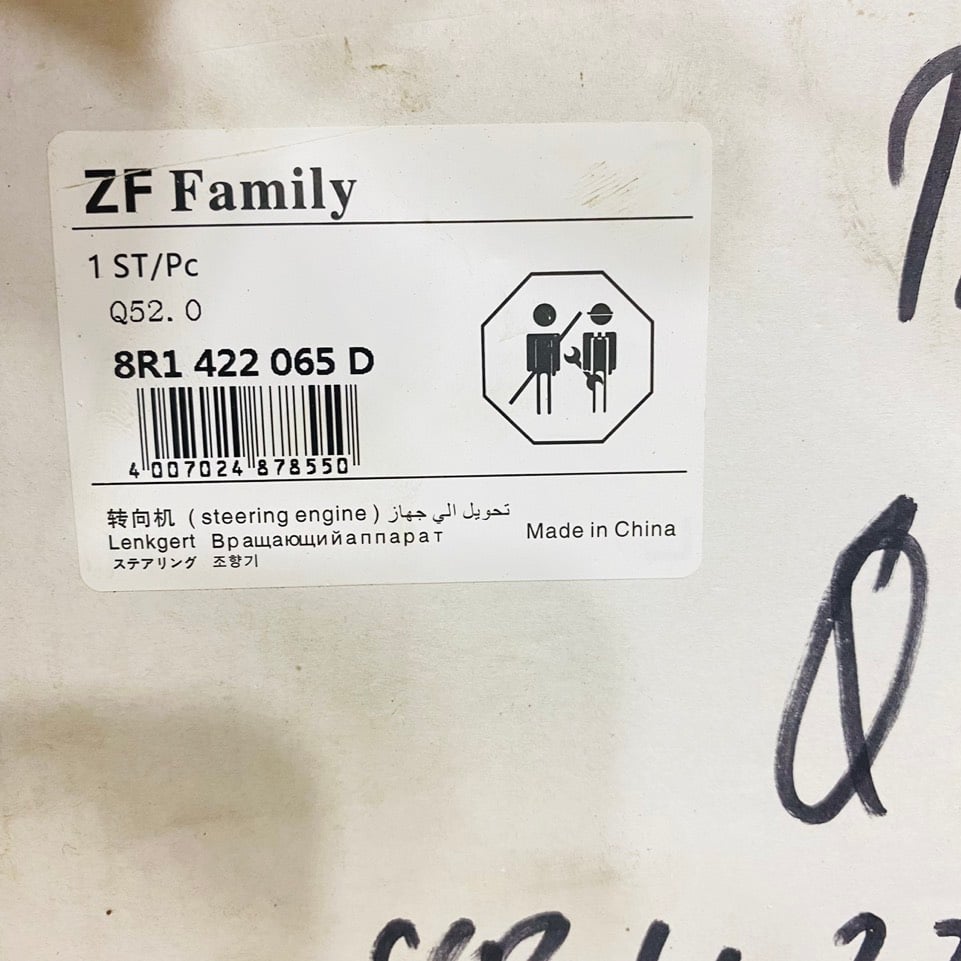 ZF Family
1 ST/Pc
Q52.0
8R1 422 065 D
4 007024 878550
转向机 (steering engine) تحويل الي جهاز
Lenkgert Вращающийаппарат
Made in China
ステアリング 조향기